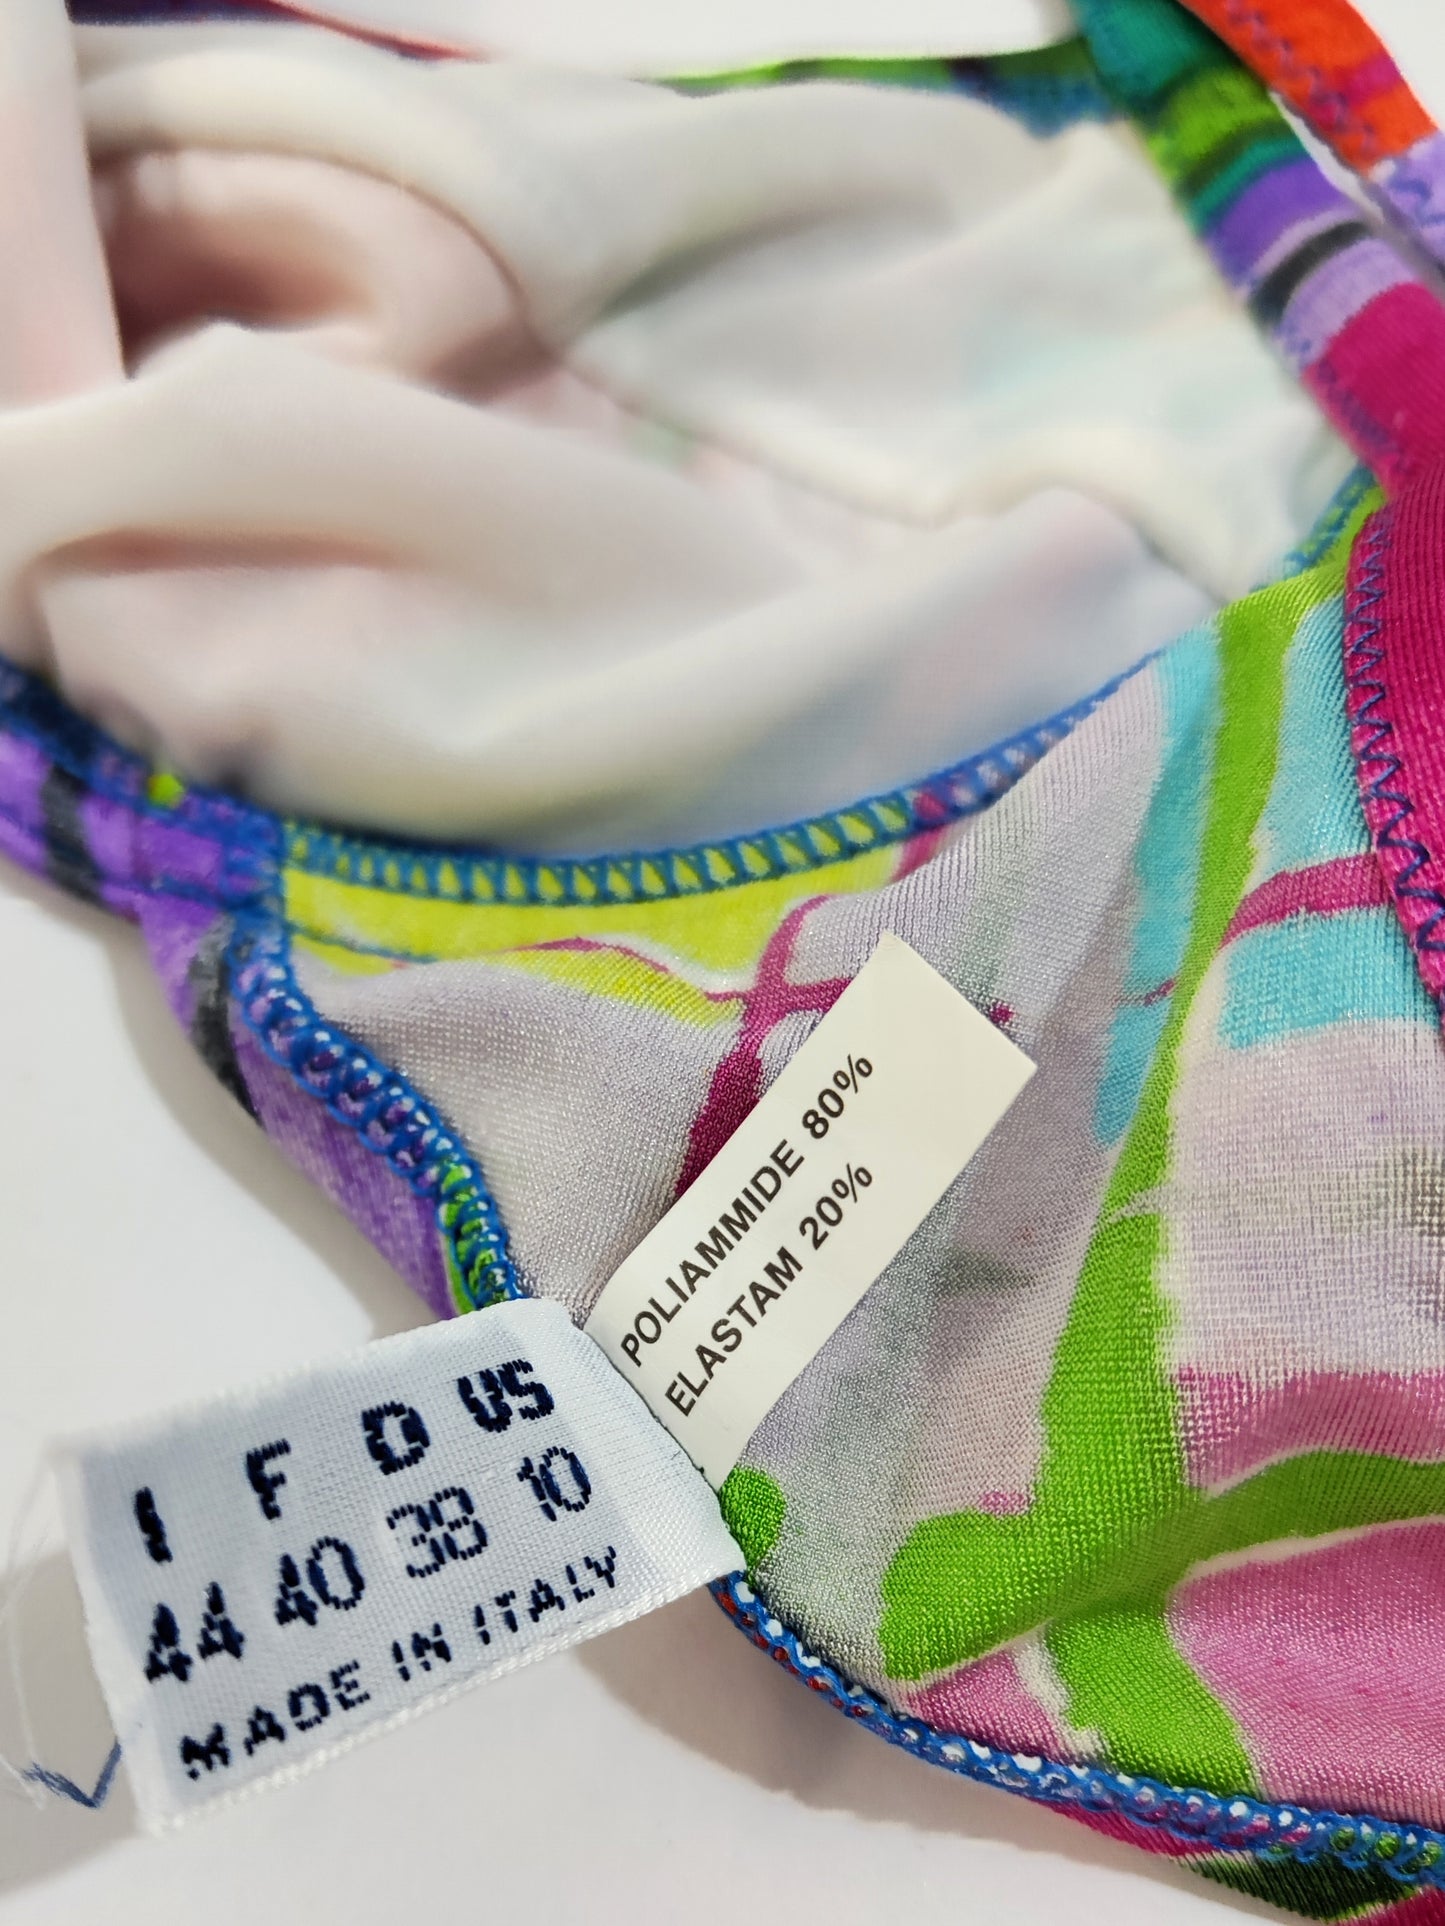 POLIAMMIDE 80%
ELASTAM 20%
I F D US
44 40 38 10
MADE IN ITALY